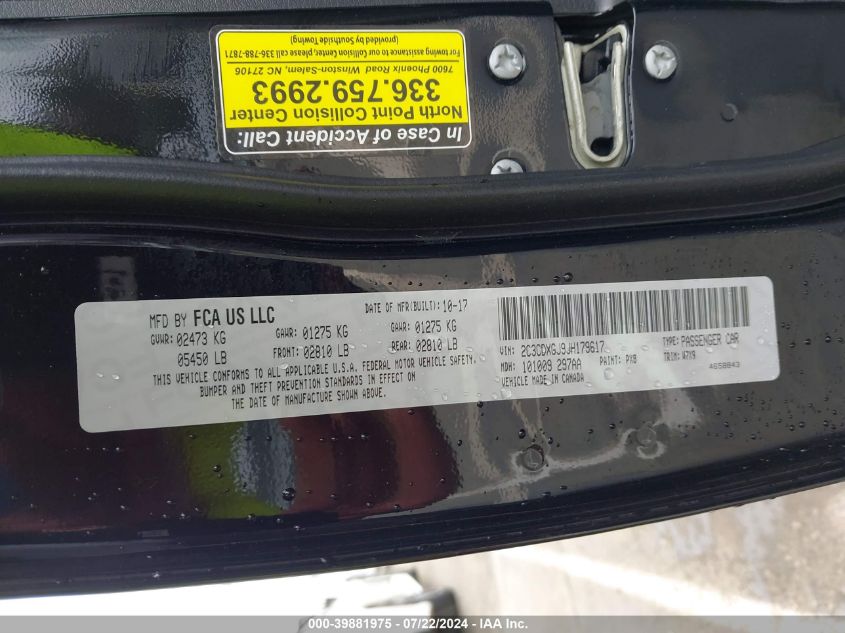 In Case of Accident Call:
North Point Collision Center
336.759.2993
7600 Phoenix Road Winston-Salem, NC 27106
For towing assistance to our Collision Center, please call 336-788-7871
(provided by Southside Towing)
MFD BY FCA US LLC
DATE OF MFR(BUILT): 10-17
GVWR: 02473 KG GAWR: 01275 KG GAWR: 01275 KG
05450 LB FRONT: 02810 LB REAR: 02810 LB
THIS VEHICLE CONFORMS TO ALL APPLICABLE U.S.A. FEDERAL MOTOR VEHICLE SAFETY,
BUMPER AND THEFT PREVENTION STANDARDS IN EFFECT ON
THE DATE OF MANUFACTURE SHOWN ABOVE.
VIN: 2C3CDXGJ9JH179617 TYPE: PASSENGER CAR
MDH: 101009 297AA PAINT: PX8 TRIM: W7X9
VEHICLE MADE IN CANADA 4658843
000-39881975 - 07/22/2024 - IAA Inc.